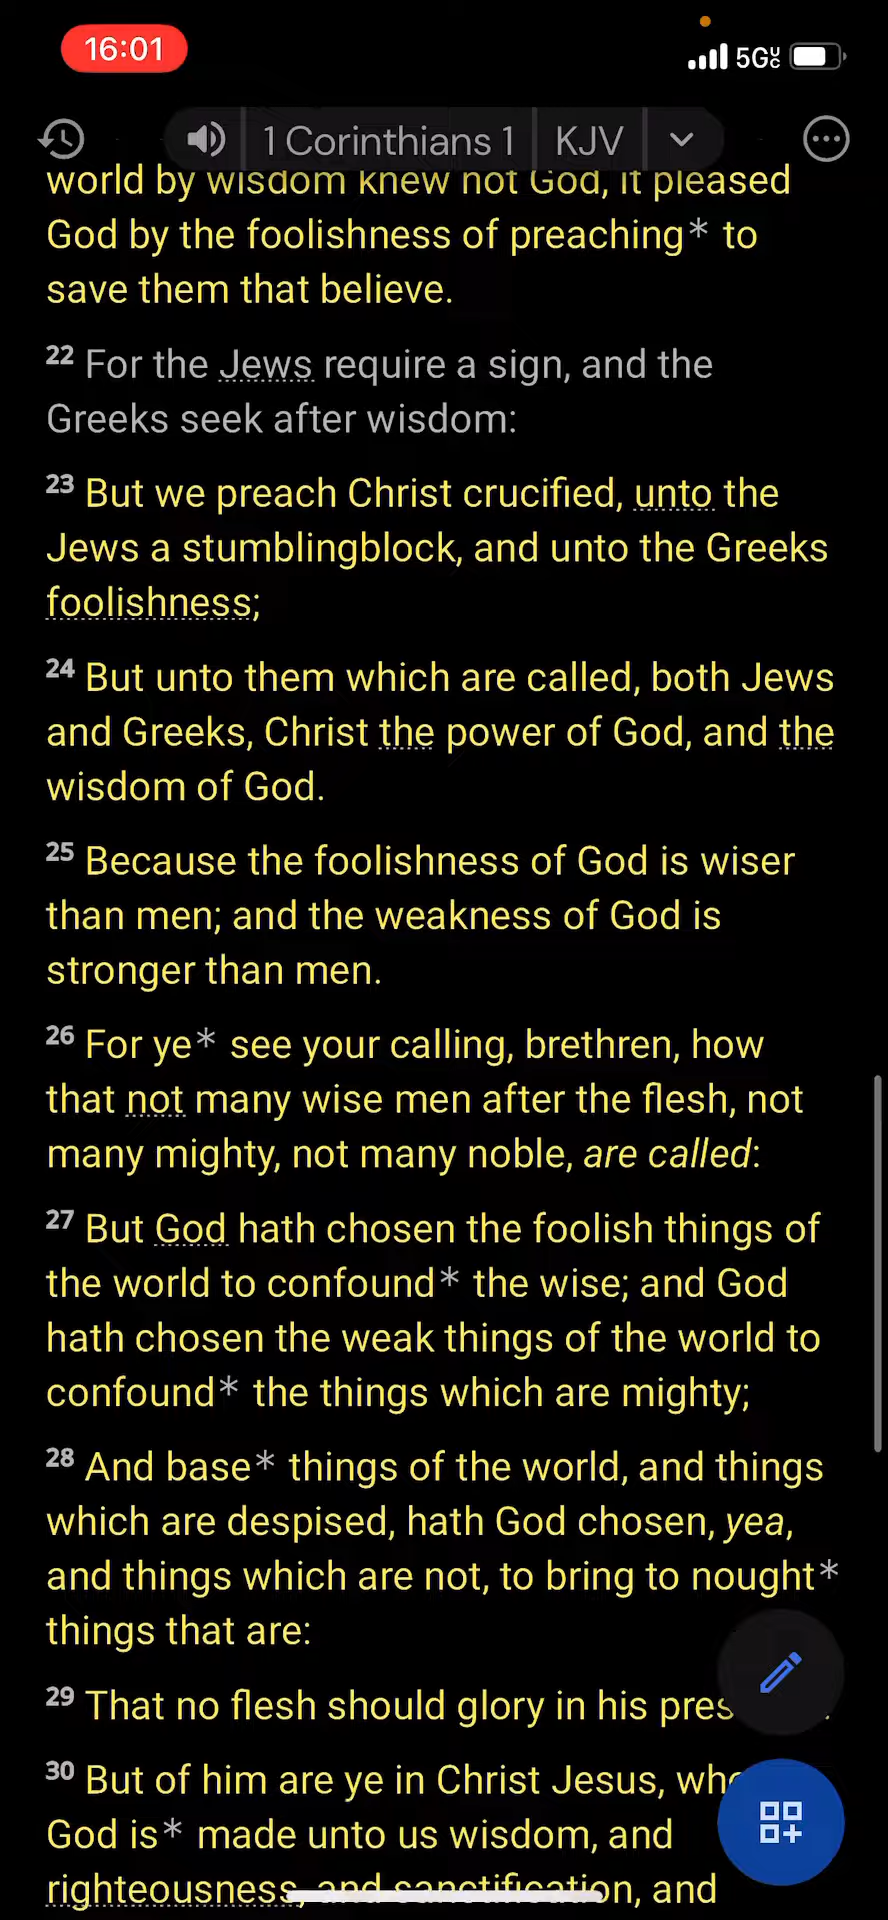 16:01
5G
1 Corinthians 1 KJV
world by wisdom knew not God, it pleased
God by the foolishness of preaching* to
save them that believe.
22 For the Jews require a sign, and the
Greeks seek after wisdom:
23 But we preach Christ crucified, unto the
Jews a stumblingblock, and unto the Greeks
foolishness;
24 But unto them which are called, both Jews
and Greeks, Christ the power of God, and the
wisdom of God.
25 Because the foolishness of God is wiser
than men; and the weakness of God is
stronger than men.
26 For ye* see your calling, brethren, how
that not many wise men after the flesh, not
many mighty, not many noble, are called:
27 But God hath chosen the foolish things of
the world to confound* the wise; and God
hath chosen the weak things of the world to
confound* the things which are mighty;
28 And base* things of the world, and things
which are despised, hath God chosen, yea,
and things which are not, to bring to nought*
things that are:
29 That no flesh should glory in his pres
30 But of him are ye in Christ Jesus, who
God is* made unto us wisdom, and
righteousness, and sanctification, and